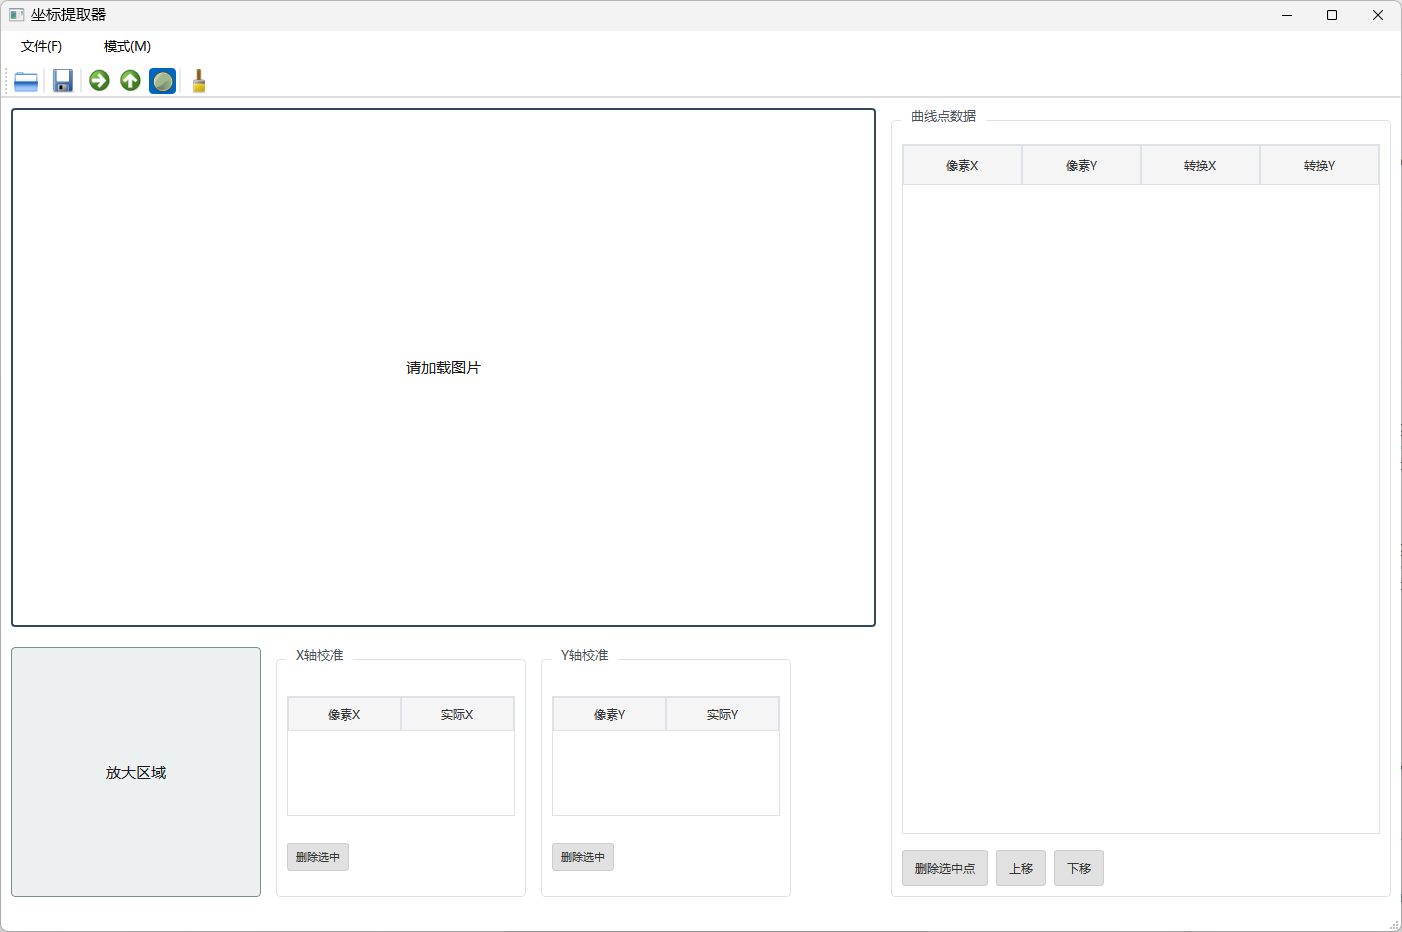 坐标提取器
文件(F) 模式(M)
请加载图片
曲线点数据
像素X 像素Y 转换X 转换Y
放大区域
X轴校准
像素X 实际X
删除选中
Y轴校准
像素Y 实际Y
删除选中
删除选中点 上移 下移